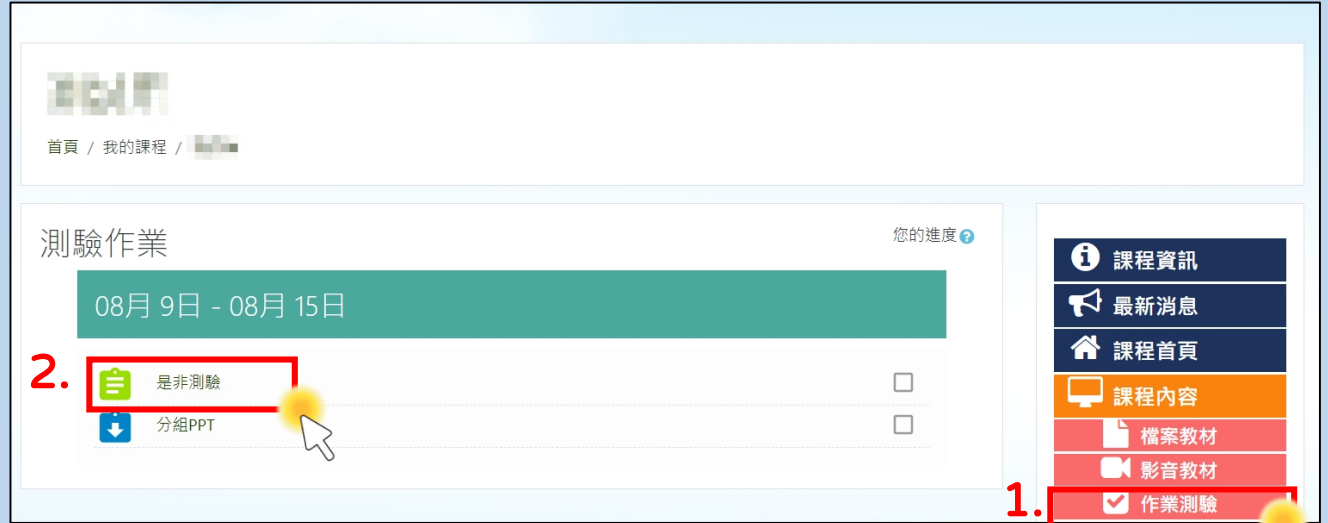 首頁 / 我的課程 /
測驗作業
您的進度
08月 9日 - 08月 15日
2.
是非測驗
分組PPT
課程資訊
最新消息
課程首頁
課程內容
檔案教材
影音教材
1.
作業測驗